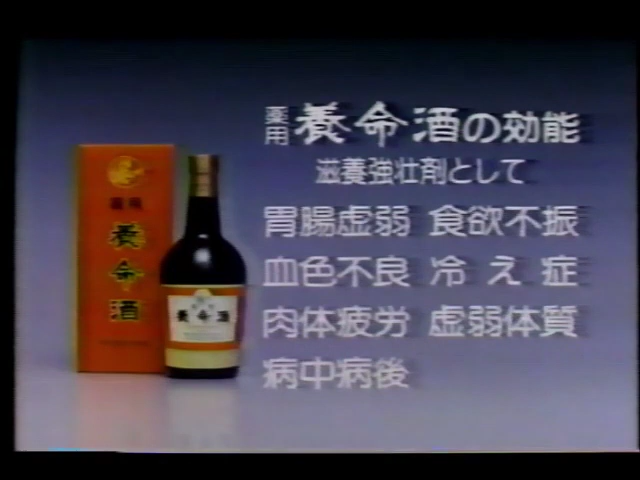 薬用養命酒の効能
滋養強壮剤として
胃腸虚弱 食欲不振
血色不良 冷え症
肉体疲労 虚弱体質
病中病後
養命酒
養命酒